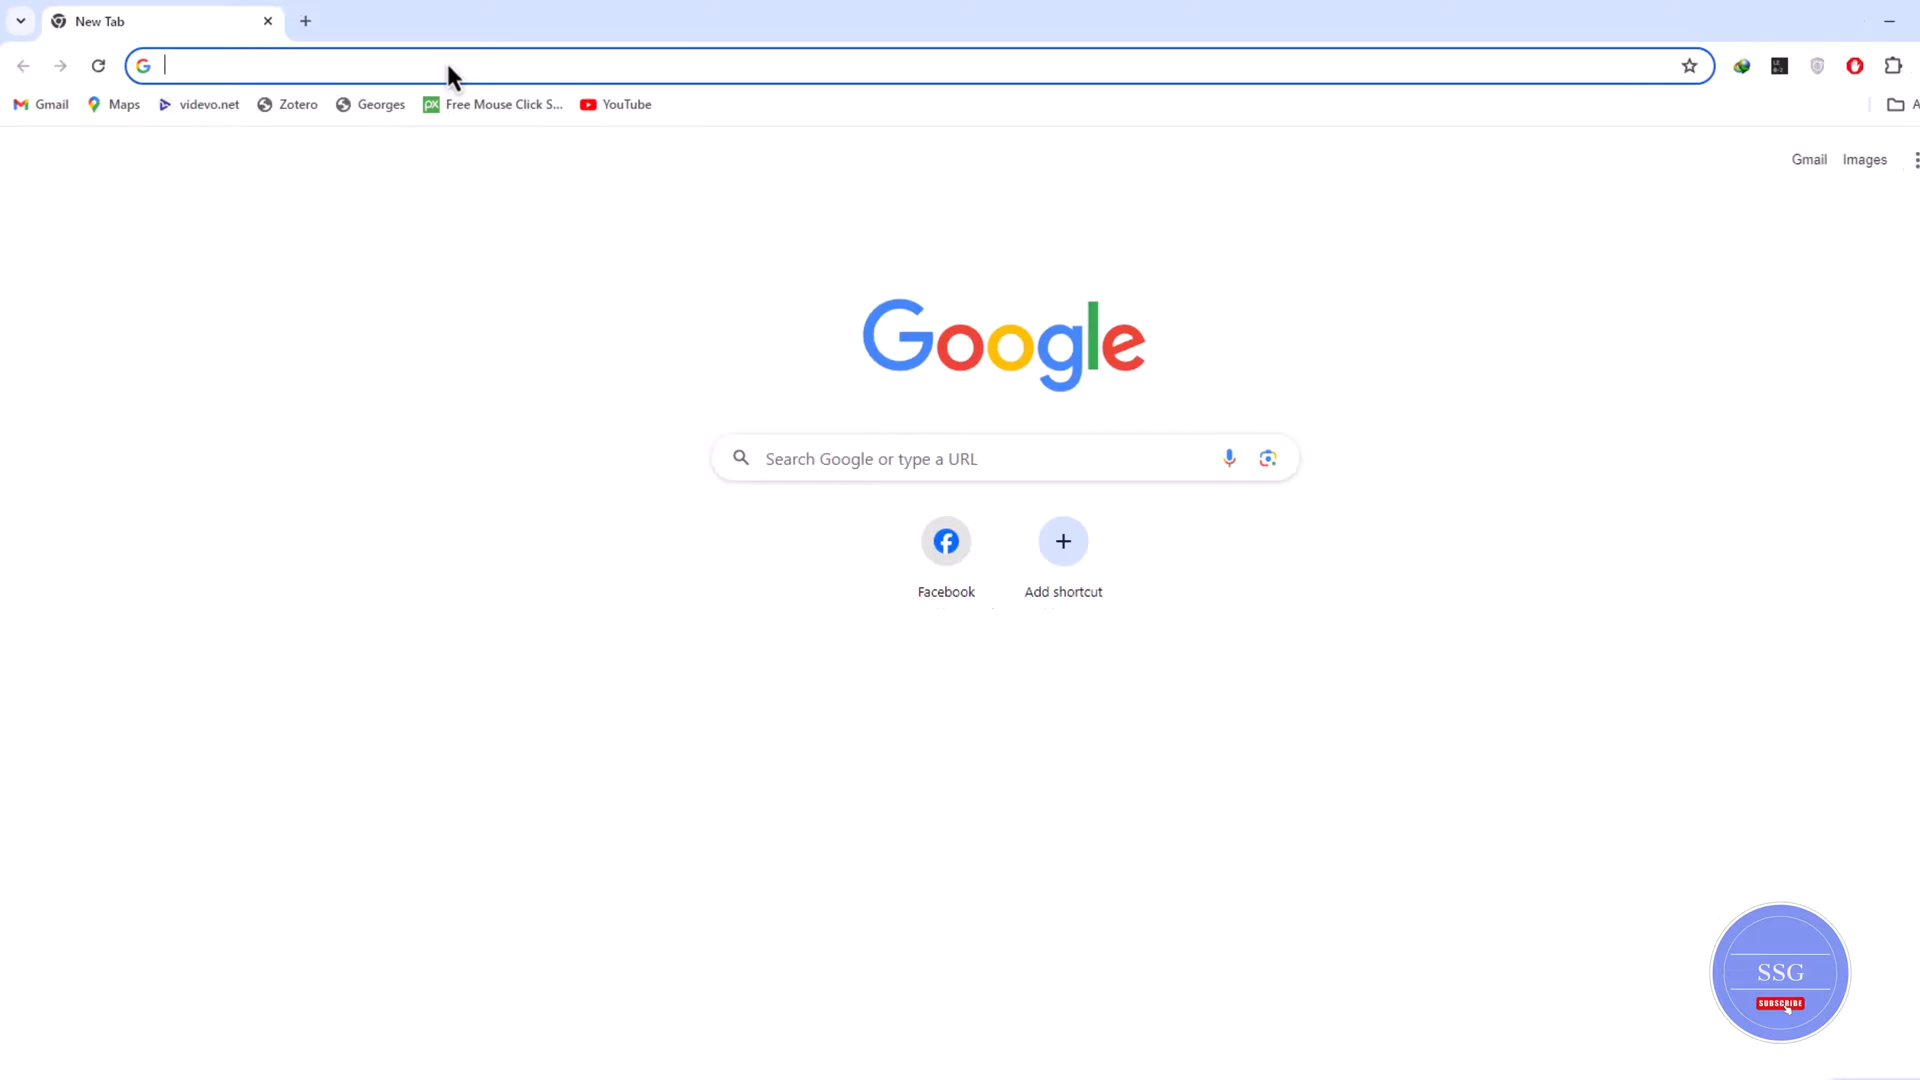 New Tab
Gmail Maps videvo.net Zotero Georges Free Mouse Click S... YouTube
Gmail Images
Google
Search Google or type a URL
Facebook Add shortcut
SSG
SUBSCRIBE